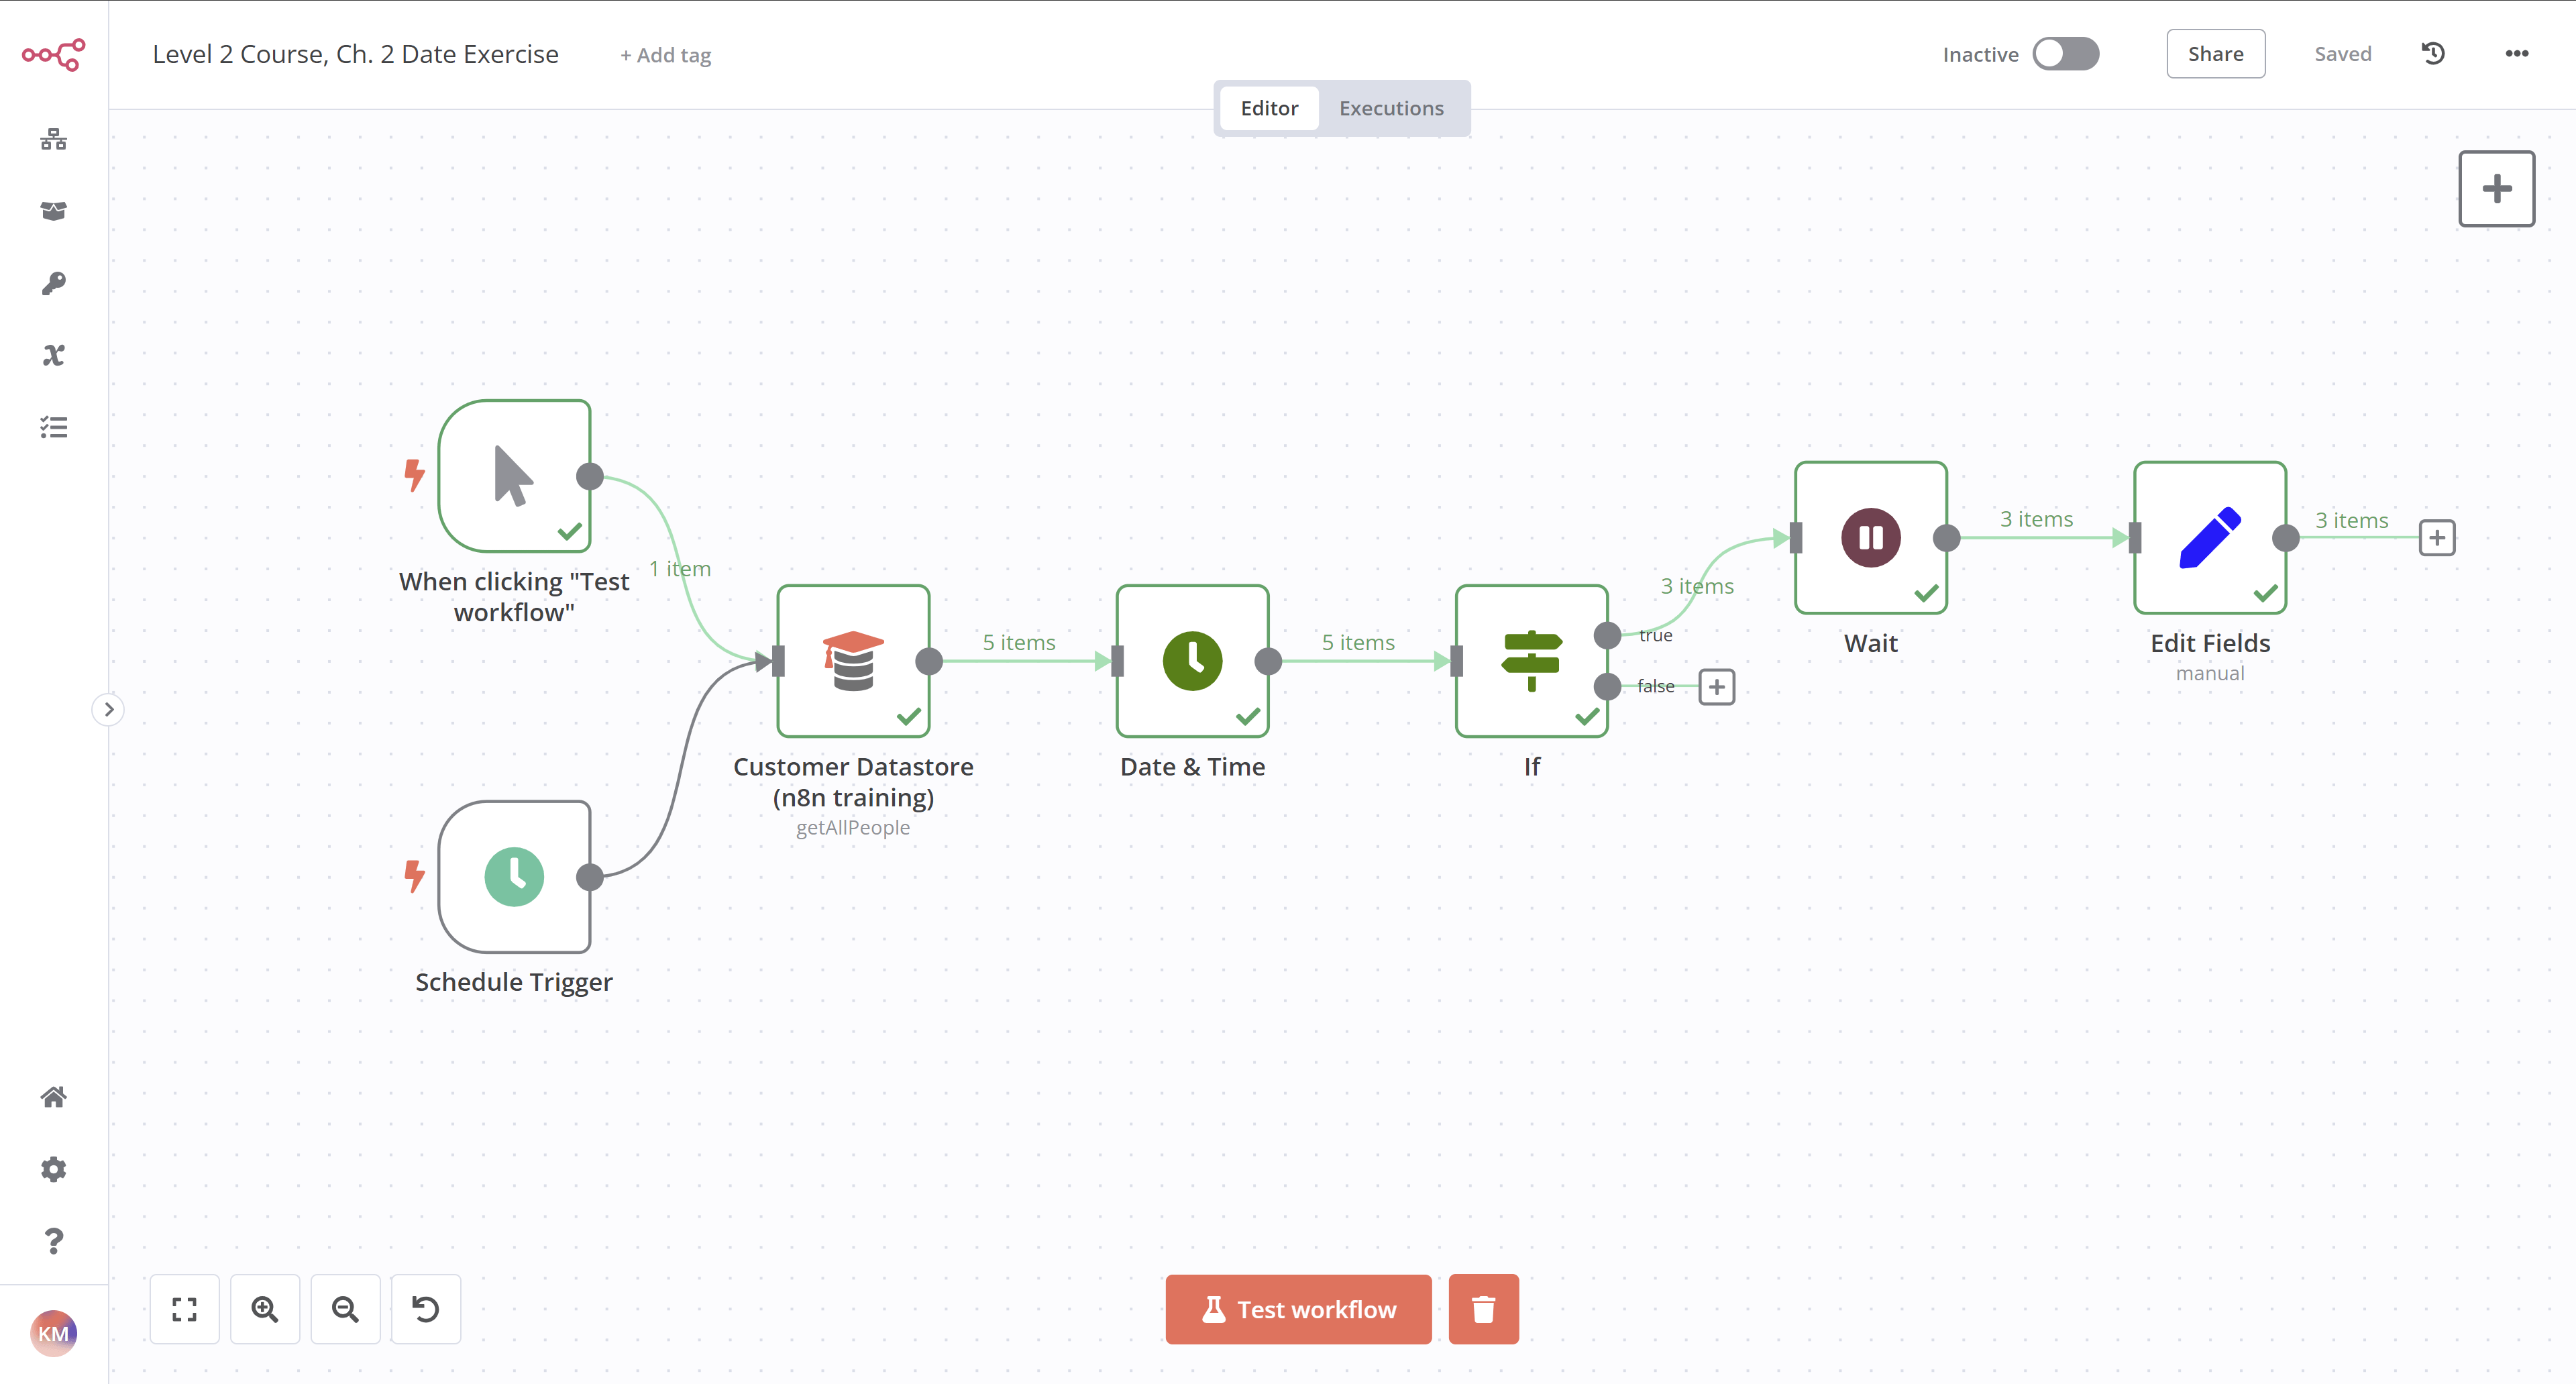 Level 2 Course, Ch. 2 Date Exercise
+ Add tag
Inactive
Share
Saved
Editor
Executions
When clicking "Test
workflow"
1 item
Customer Datastore
(n8n training)
getAllPeople
5 items
Date & Time
5 items
If
true
false
3 items
Wait
3 items
Edit Fields
manual
3 items
Schedule Trigger
Test workflow
KM